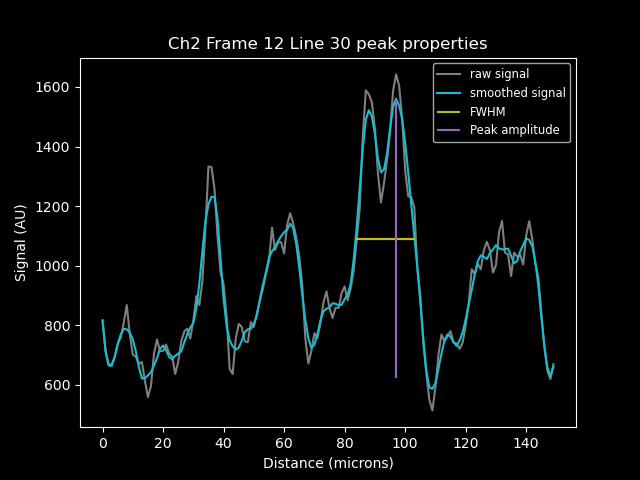 Ch2 Frame 12 Line 30 peak properties
raw signal
smoothed signal
FWHM
Peak amplitude
Signal (AU)
1600
1400
1200
1000
800
600
0 20 40 60 80 100 120 140
Distance (microns)